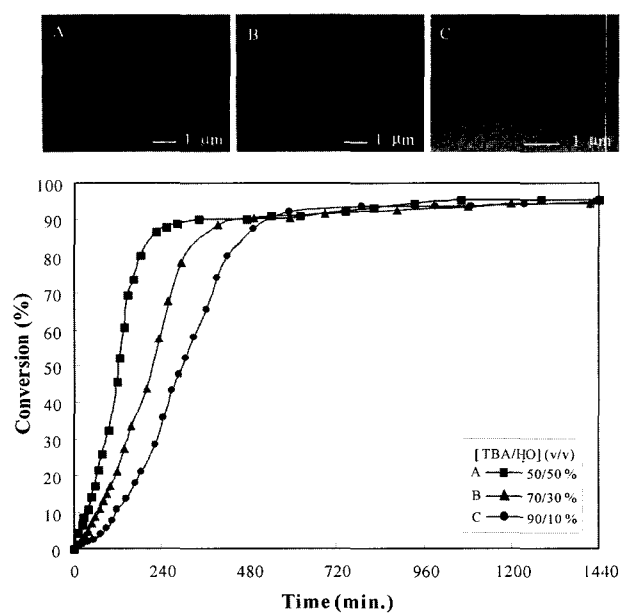 A B C
1 μm 1 μm 1 μm
100
90
80
70
60
50
40
30
20
10
0
Conversion (%)
[TBA/H2O] (v/v)
A 50/50 %
B 70/30 %
C 90/10 %
0 240 480 720 960 1200 1440
Time (min.)